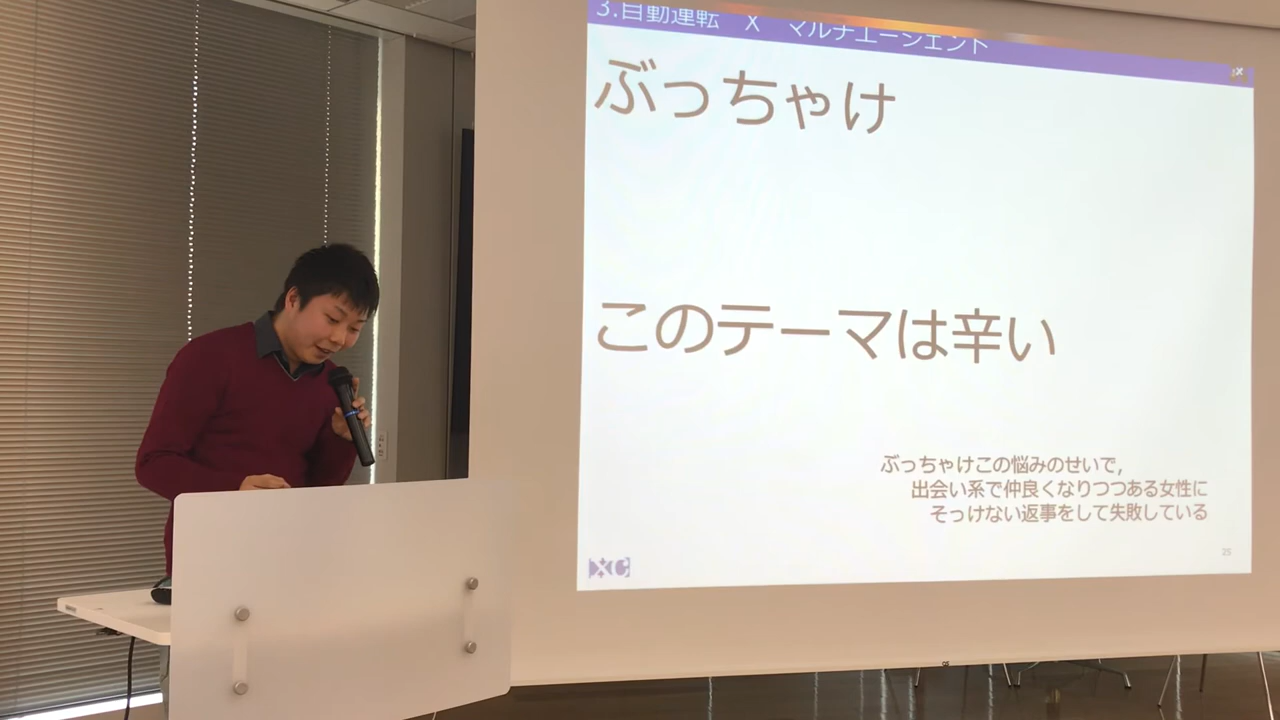 3.自動運転 X マルチエージェント
ぶっちゃけ
このテーマは辛い
ぶっちゃけこの悩みのせいで,
出会い系で仲良くなりつつある女性に
そっけない返事をして失敗している
25